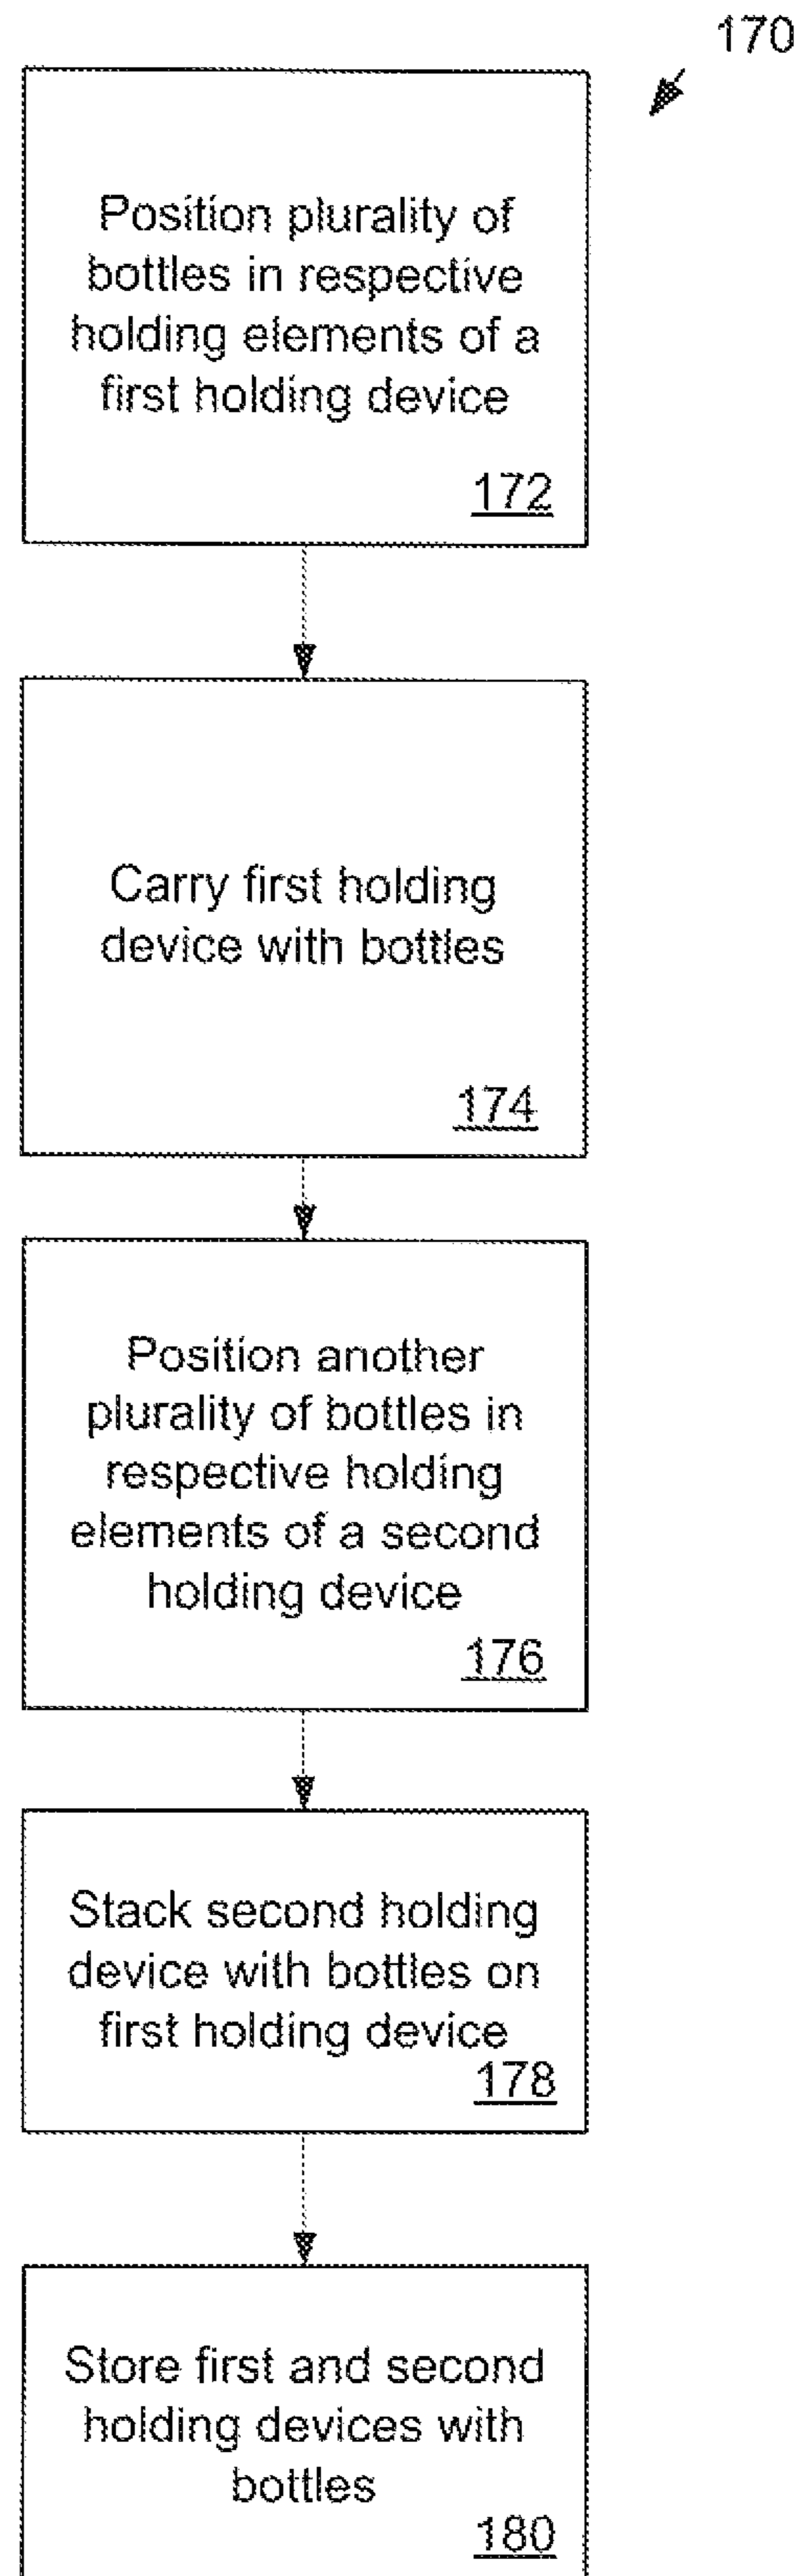 170
Position plurality of
bottles in respective
holding elements of a
first holding device
172
Carry first holding
device with bottles
174
Position another
plurality of bottles in
respective holding
elements of a second
holding device
176
Stack second holding
device with bottles on
first holding device
178
Store first and second
holding devices with
bottles
180